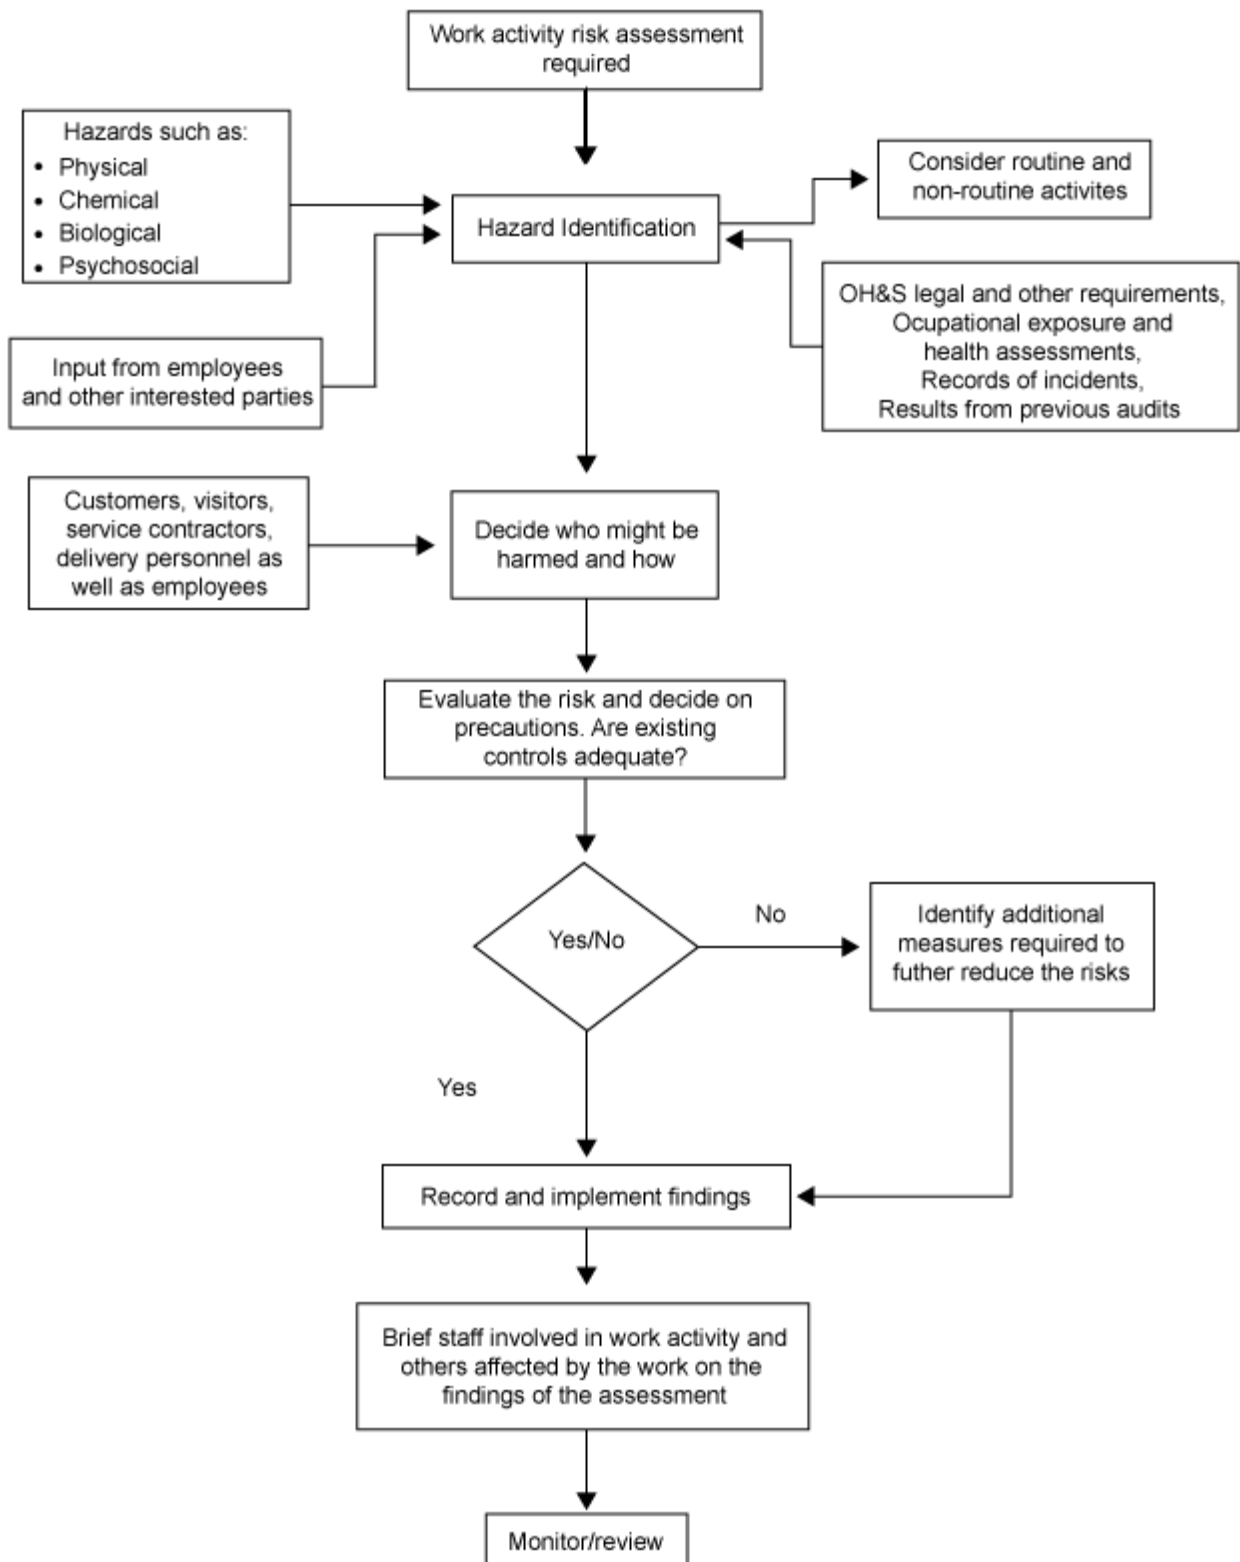 Work activity risk assessment
required
Hazards such as:
• Physical
• Chemical
• Biological
• Psychosocial
Consider routine and
non-routine activites
Hazard Identification
OH&S legal and other requirements,
Ocupational exposure and
health assessments,
Records of incidents,
Results from previous audits
Input from employees
and other interested parties
Customers, visitors,
service contractors,
delivery personnel as
well as employees
Decide who might be
harmed and how
Evaluate the risk and decide on
precautions. Are existing
controls adequate?
Yes/No
No
Identify additional
measures required to
futher reduce the risks
Yes
Record and implement findings
Brief staff involved in work activity and
others affected by the work on the
findings of the assessment
Monitor/review